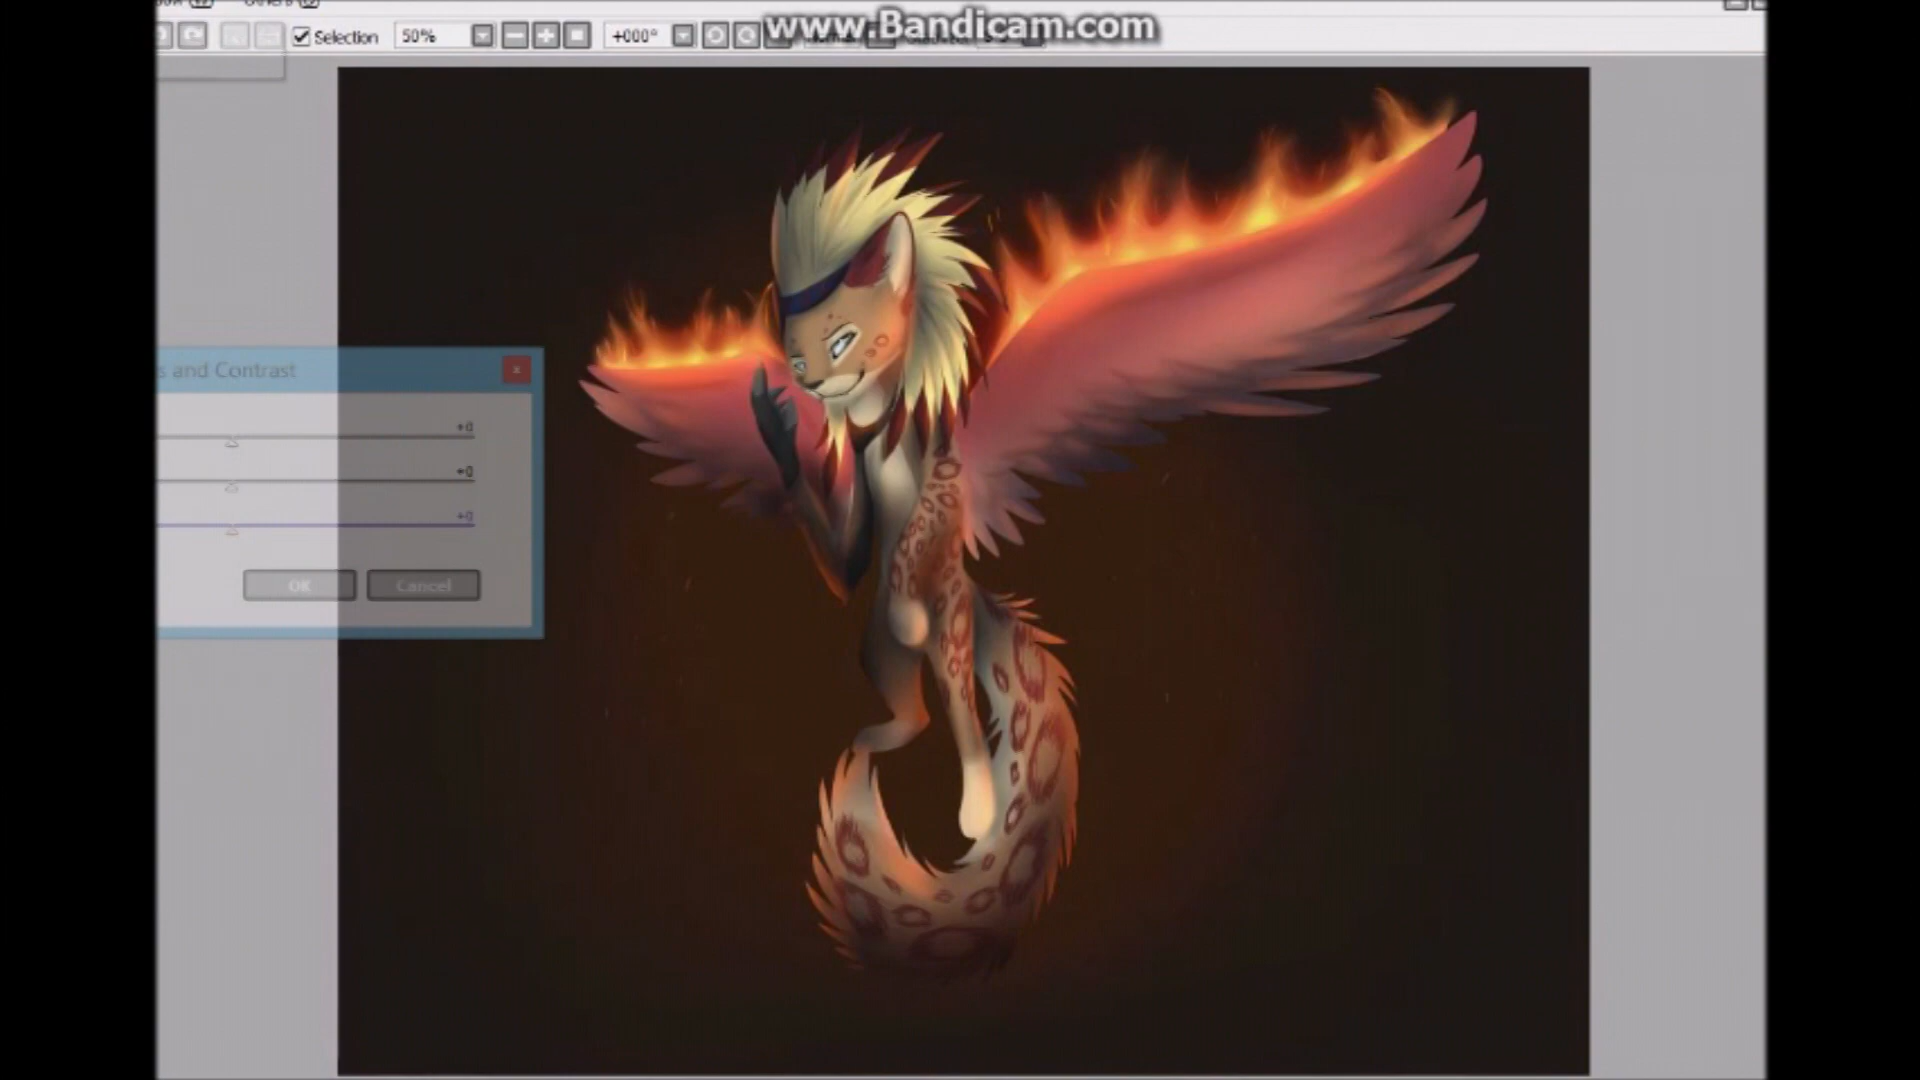 www.Bandicam.com
Selection 50% +000°
s and Contrast
+0
+0
+0
OK Cancel